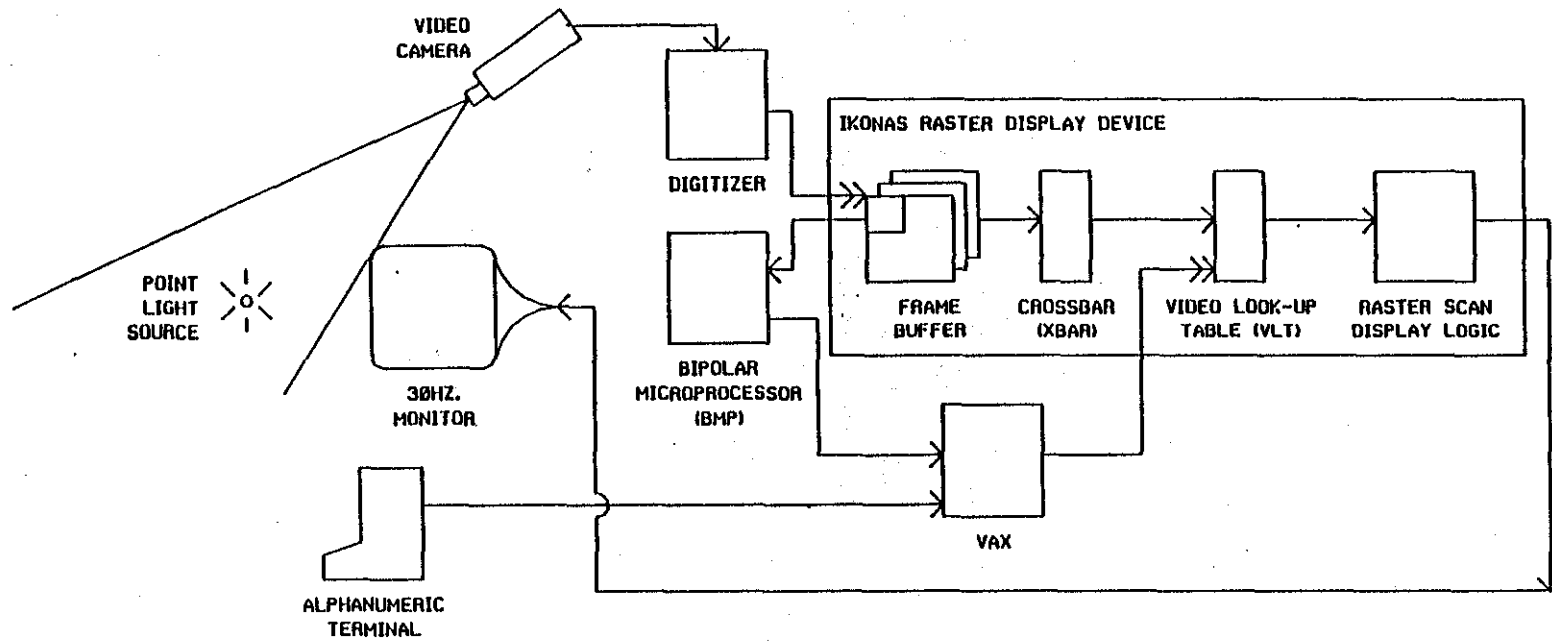 VIDEO
CAMERA
DIGITIZER
IKONAS RASTER DISPLAY DEVICE
POINT
LIGHT
SOURCE
30HZ.
MONITOR
BIPOLAR
MICROPROCESSOR
(BMP)
FRAME
BUFFER
CROSSBAR
(XBAR)
VIDEO LOOK-UP
TABLE (VLT)
RASTER SCAN
DISPLAY LOGIC
VAX
ALPHANUMERIC
TERMINAL